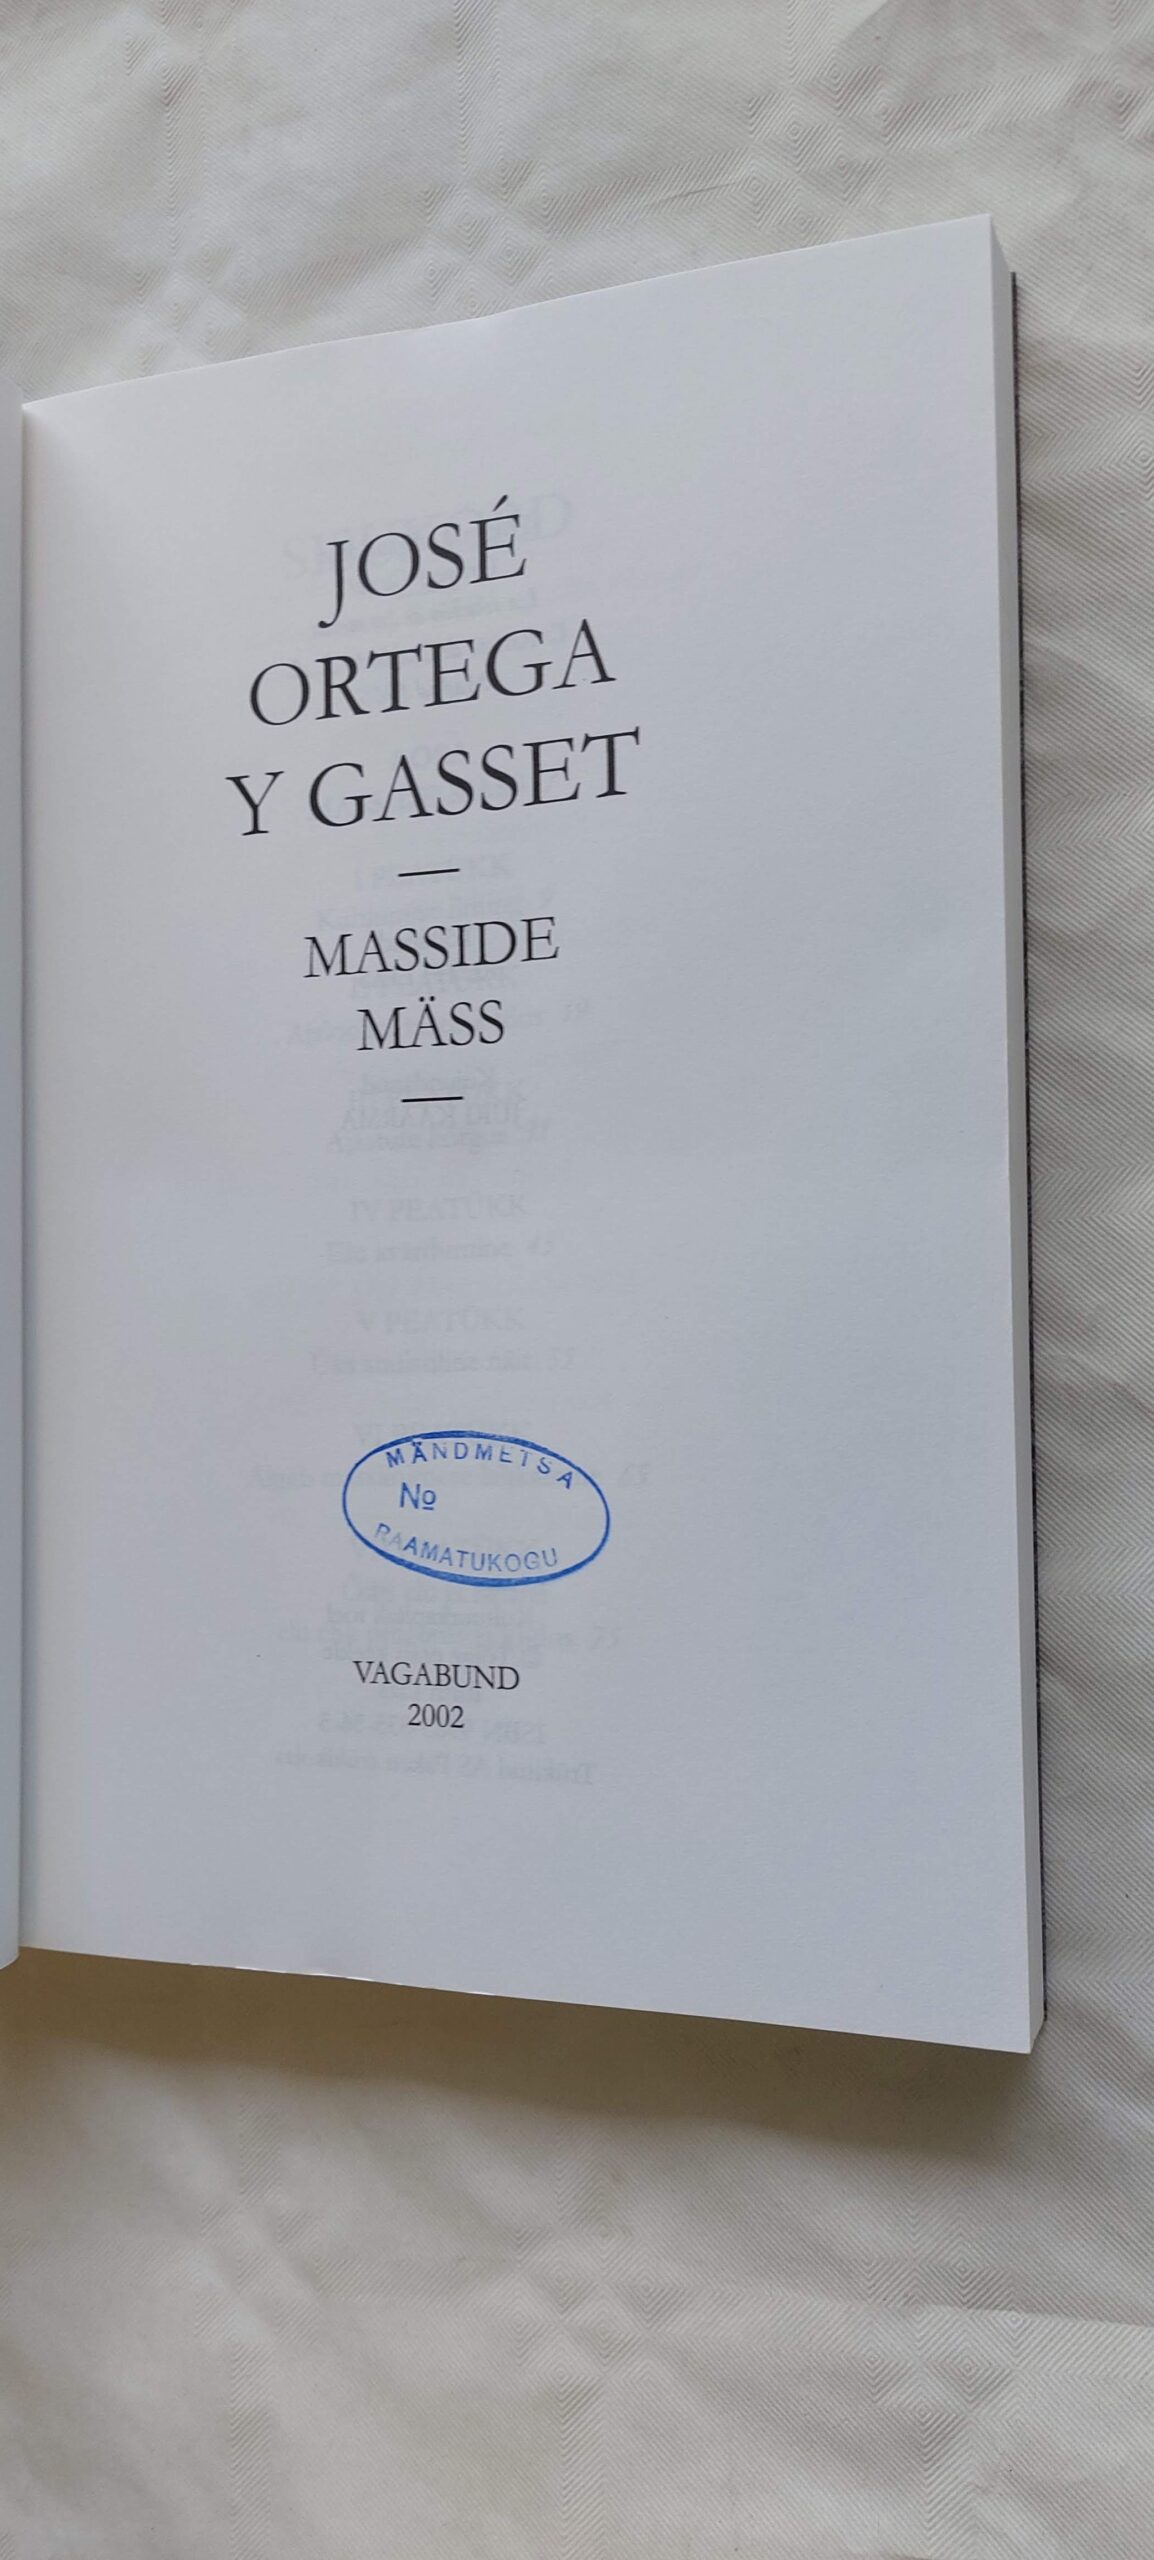 JOSÉ
ORTEGA
Y GASSET
—
MASSIDE
MÄSS
—
MÄNDMETSA
No
RAAMATUKOGU
VAGABUND
2002